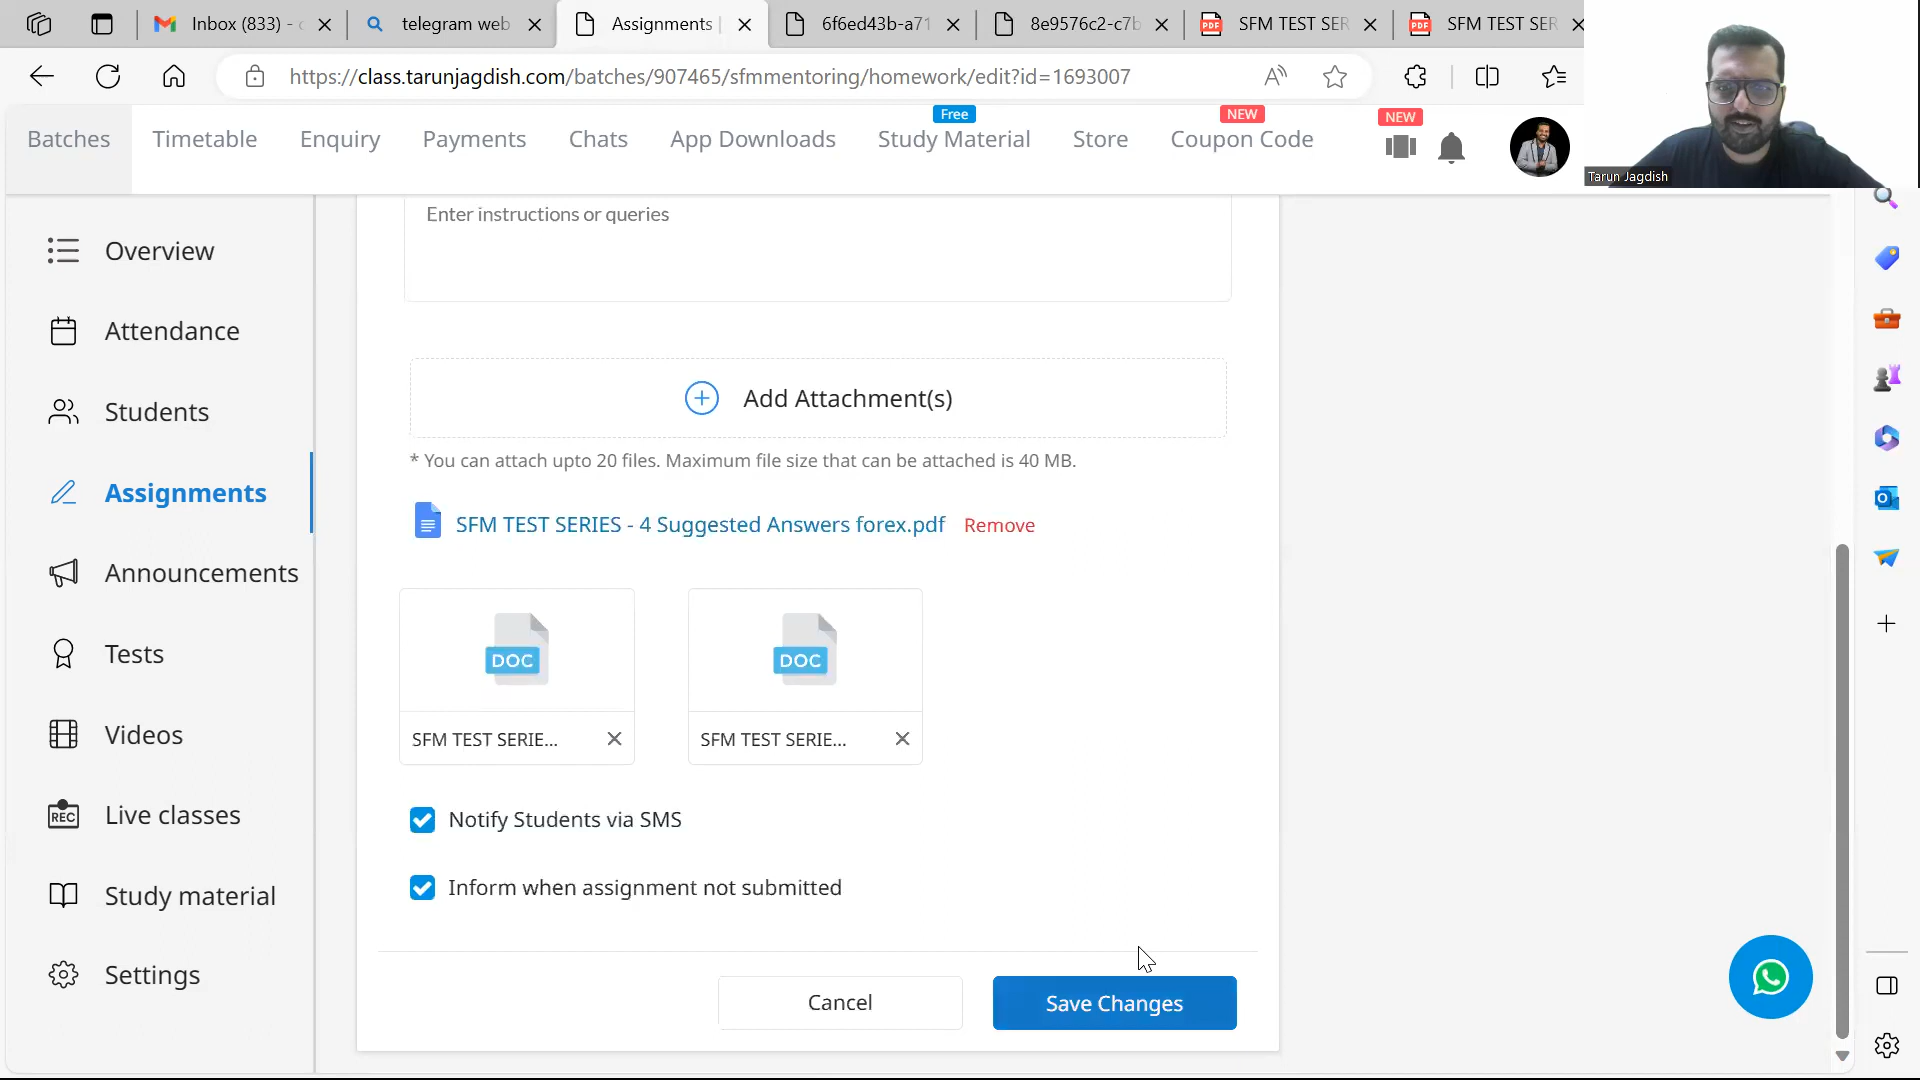 Inbox (833) - c
telegram web
Assignments |
6f6ed43b-a71
8e9576c2-c7b
PDF
SFM TEST SER
PDF
SFM TEST SER
https://class.tarunjagdish.com/batches/907465/sfmmentoring/homework/edit?id=1693007
Batches
Timetable
Enquiry
Payments
Chats
App Downloads
Free
Study Material
Store
NEW
Coupon Code
NEW
Tarun Jagdish
Overview
Attendance
Students
Assignments
Announcements
Tests
Videos
REC
Live classes
Study material
Settings
Enter instructions or queries
Add Attachment(s)
* You can attach upto 20 files. Maximum file size that can be attached is 40 MB.
SFM TEST SERIES - 4 Suggested Answers forex.pdf Remove
DOC
DOC
SFM TEST SERIE...
SFM TEST SERIE...
Notify Students via SMS
Inform when assignment not submitted
Cancel
Save Changes